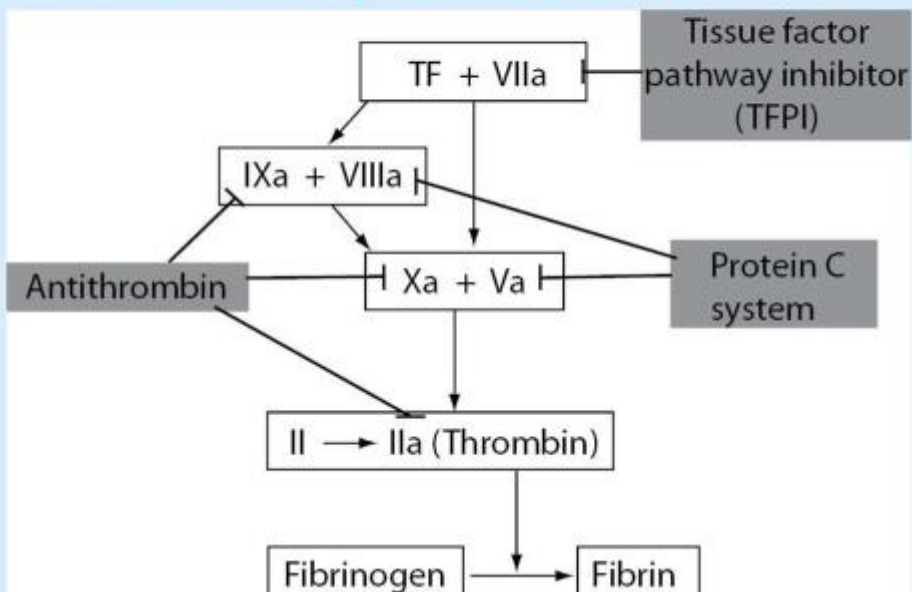 Tissue factor
pathway inhibitor
(TFPI)
TF + VIIa
IXa + VIIIa
Antithrombin
Xa + Va
Protein C
system
II → IIa (Thrombin)
Fibrinogen → Fibrin